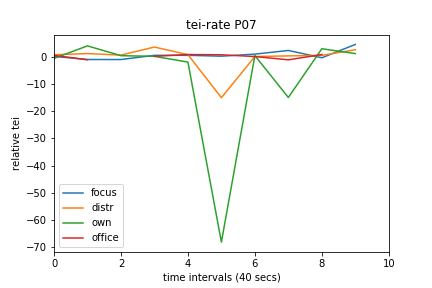 tei-rate P07
relative tei
0
−10
−20
−30
−40
−50
−60
−70
focus
distr
own
office
0 2 4 6 8 10
time intervals (40 secs)